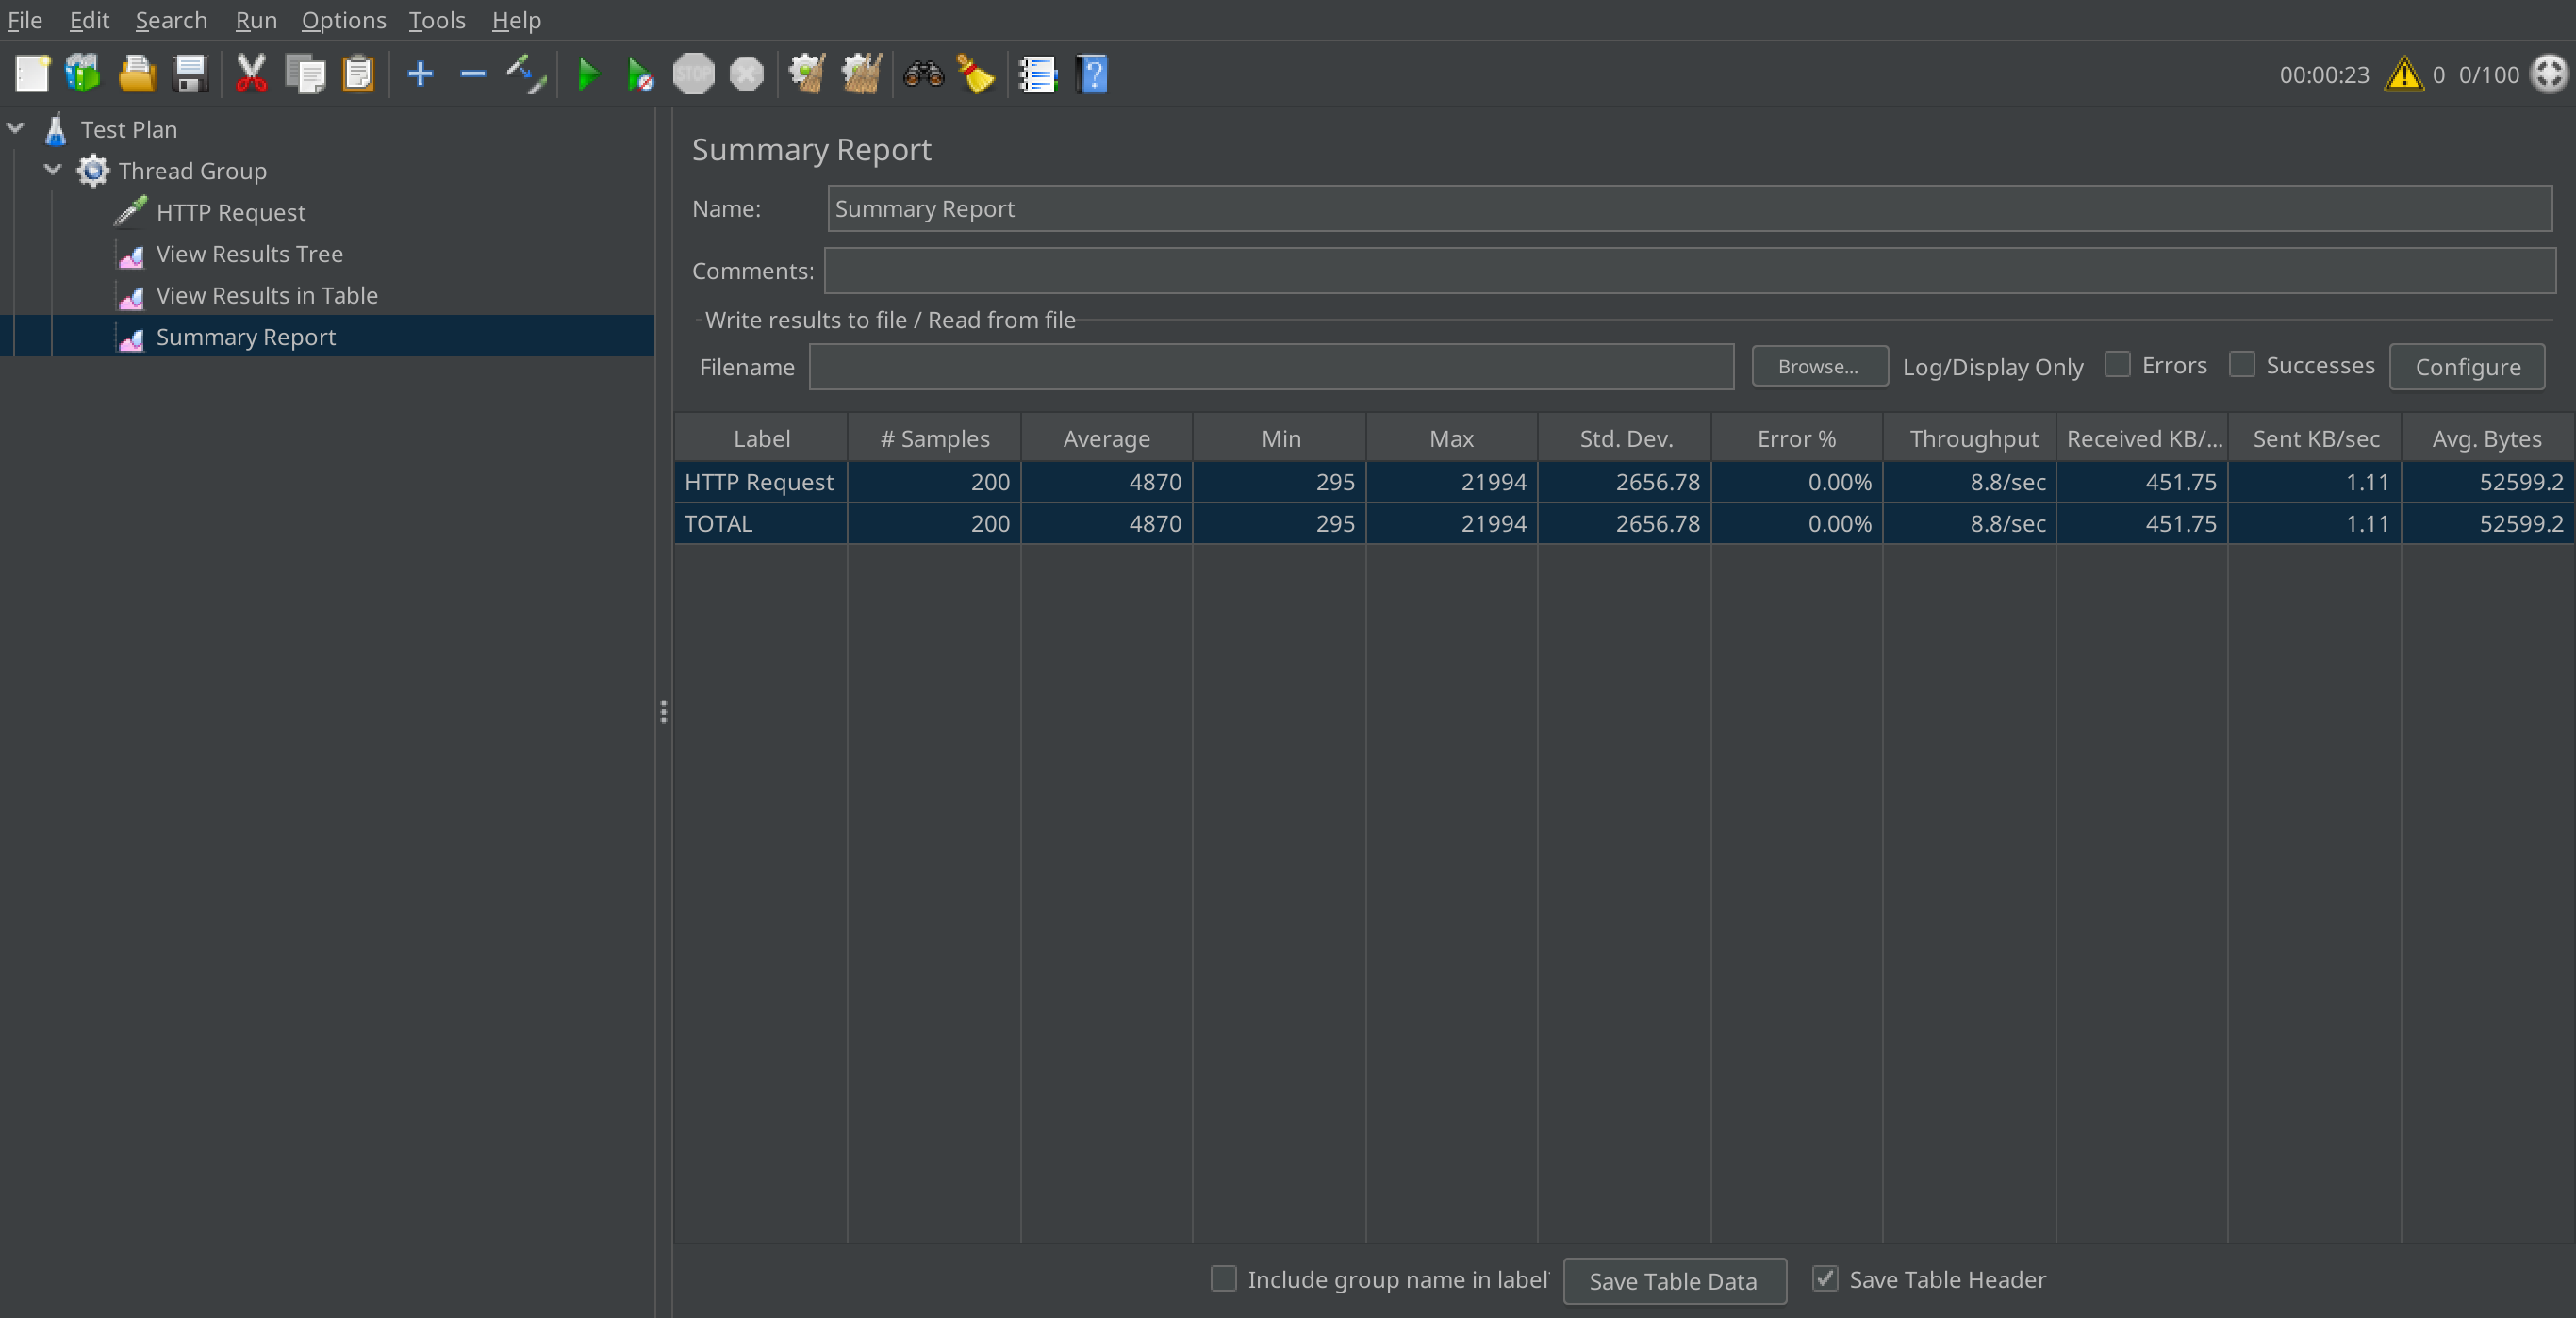 File Edit Search Run Options Tools Help
STOP
00:00:23 0 0/100
Test Plan
Thread Group
HTTP Request
View Results Tree
View Results in Table
Summary Report
Summary Report
Name: Summary Report
Comments:
Write results to file / Read from file
Filename Browse... Log/Display Only Errors Successes Configure
Label # Samples Average Min Max Std. Dev. Error % Throughput Received KB/... Sent KB/sec Avg. Bytes
HTTP Request 200 4870 295 21994 2656.78 0.00% 8.8/sec 451.75 1.11 52599.2
TOTAL 200 4870 295 21994 2656.78 0.00% 8.8/sec 451.75 1.11 52599.2
Include group name in label Save Table Data Save Table Header